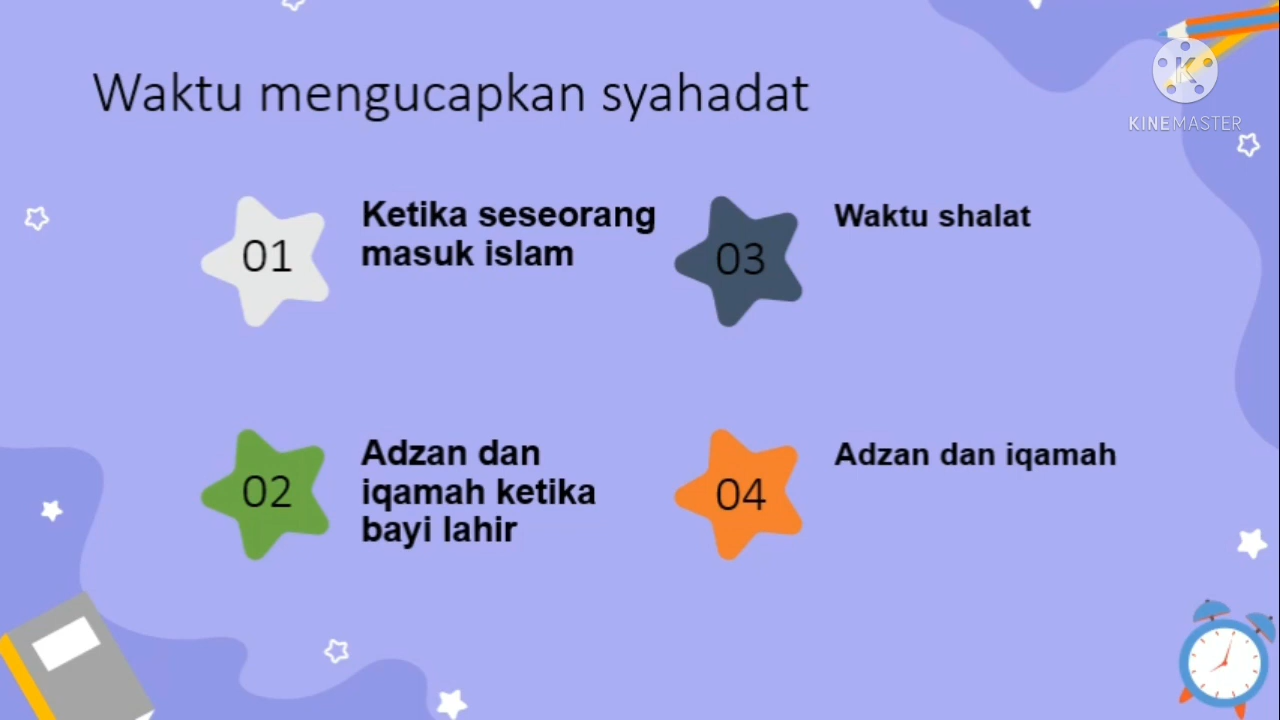 Waktu mengucapkan syahadat
KINEMASTER
01
Ketika seseorang
masuk islam
02
Adzan dan
iqamah ketika
bayi lahir
03
Waktu shalat
04
Adzan dan iqamah